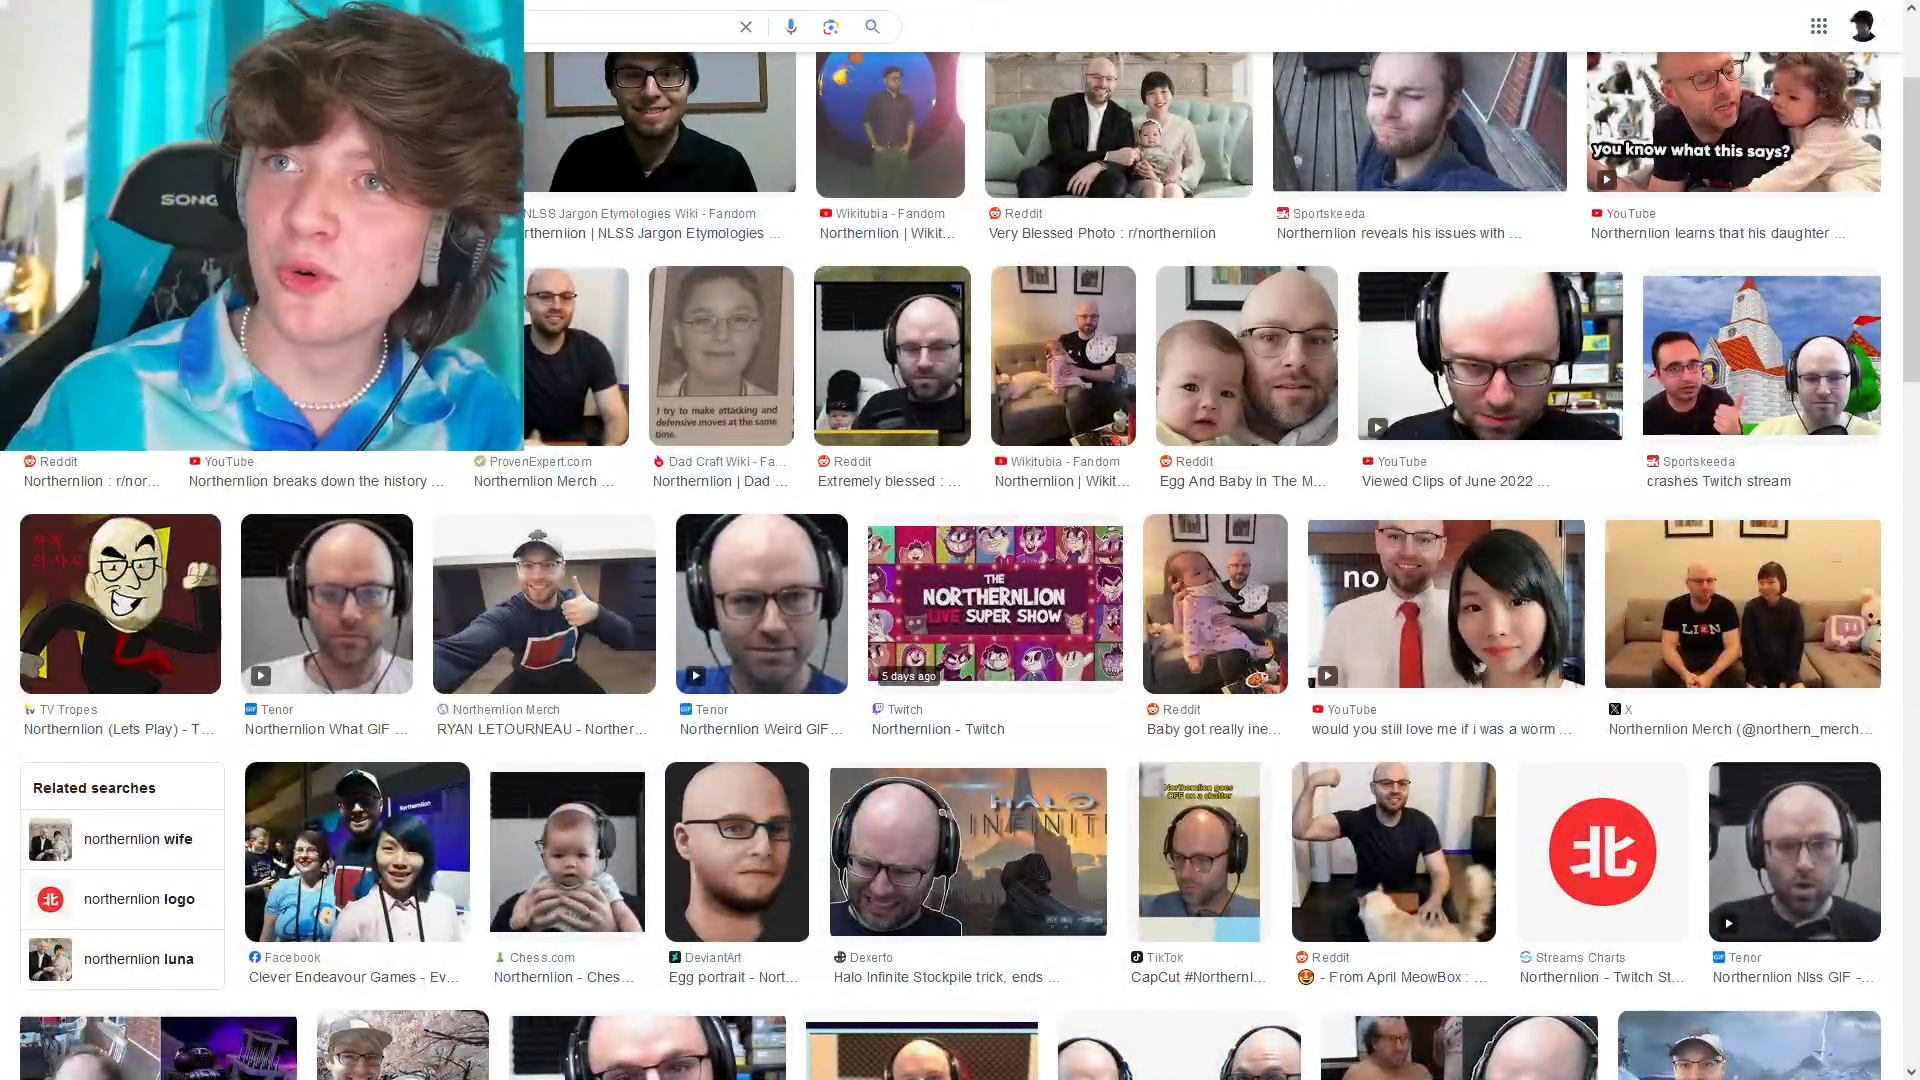 SONG
you know what this says?
NLSS Jargon Etymologies Wiki - Fandom
rthernlion | NLSS Jargon Etymologies ...
Wikitubia - Fandom
Northernlion | Wikit...
Reddit
Very Blessed Photo : r/northernlion
Sportskeeda
Northernlion reveals his issues with ...
YouTube
Northernlion learns that his daughter ...
I try to make attacking and
defensive moves at the same
time.
Reddit
Northernlion : r/nor...
YouTube
Northernlion breaks down the history ...
ProvenExpert.com
Northernlion Merch ...
Dad Craft Wiki - Fa...
Northernlion | Dad ...
Reddit
Extremely blessed : ...
Wikitubia - Fandom
Northernlion | Wikit...
Reddit
Egg And Baby In The M...
YouTube
Viewed Clips of June 2022 ...
Sportskeeda
crashes Twitch stream
THE
NORTHERNLION
LIVE SUPER SHOW
5 days ago
no
LION
TV Tropes
Northernlion (Lets Play) - T...
Tenor
Northernlion What GIF ...
Northernlion Merch
RYAN LETOURNEAU - Norther...
Tenor
Northernlion Weird GIF...
Twitch
Northernlion - Twitch
Reddit
Baby got really ine...
YouTube
would you still love me if i was a worm ...
X
Northernlion Merch (@northern_merch...
Related searches
northernlion wife
北
northernlion logo
northernlion luna
Northernlion
HALO
INFINITE
Northernlion goes
OFF on a chatter
北
Facebook
Clever Endeavour Games - Ev...
Chess.com
Northernlion - Ches...
DeviantArt
Egg portrait - Nort...
Dexerto
Halo Infinite Stockpile trick, ends ...
TikTok
CapCut #Northernl...
Reddit
😍 - From April MeowBox : ...
Streams Charts
Northernlion - Twitch St...
Tenor
Northernlion Nlss GIF -...